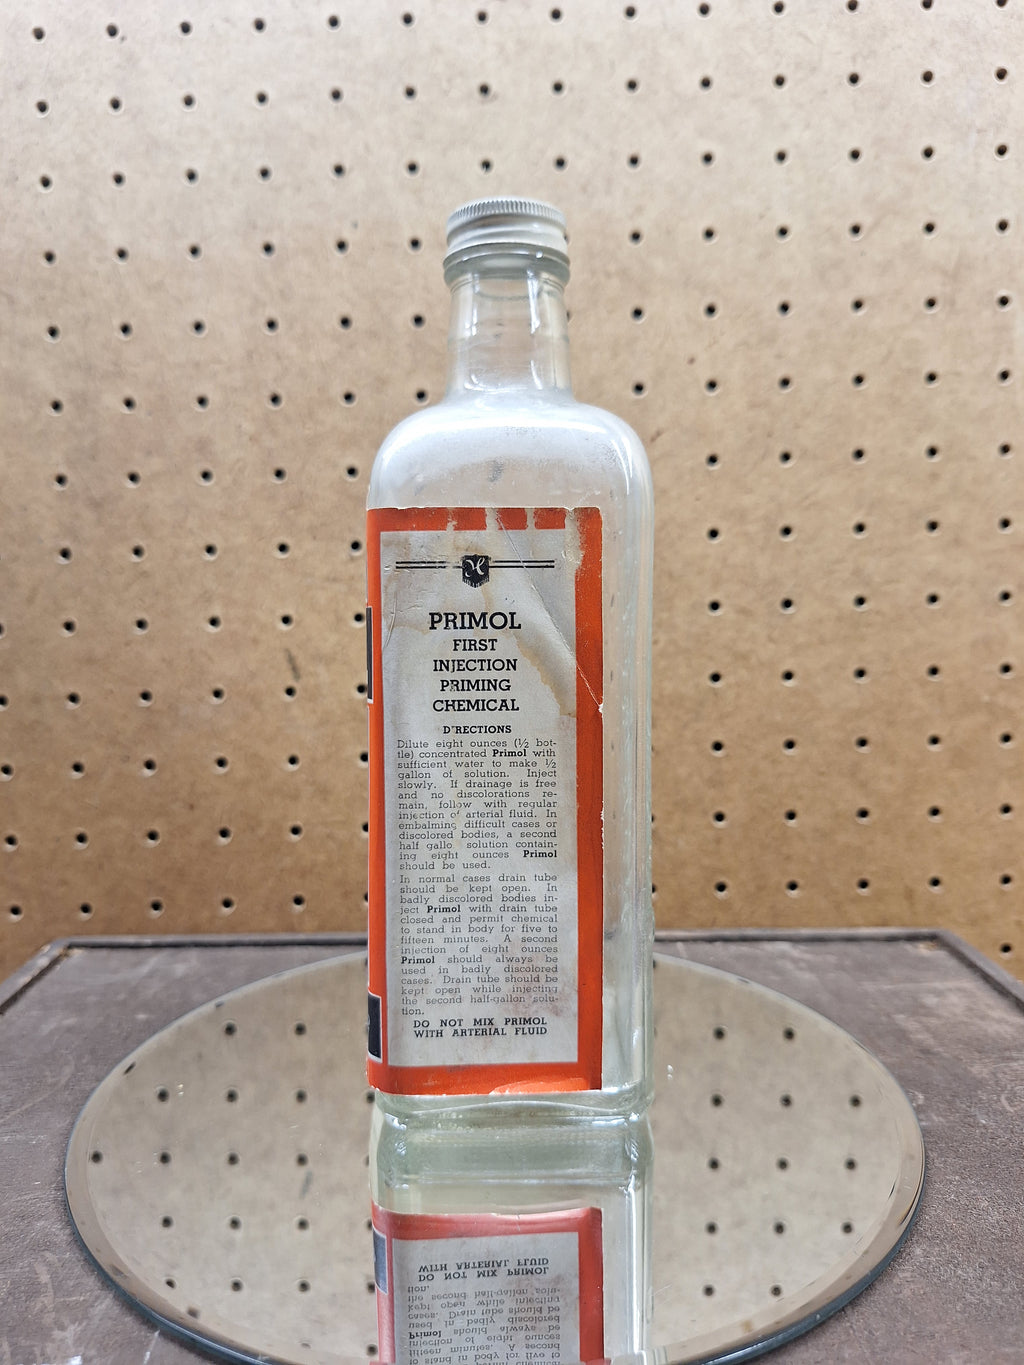 PRIMOL
FIRST
INJECTION
PRIMING
CHEMICAL
D RECTIONS
Dilute eight ounces (½ bot-
tle) concentrated Primol with
sufficient water to make ½
gallon of solution. Inject
slowly. If drainage is free
and no discolorations re-
main, follow with regular
injection of arterial fluid. In
embalming difficult cases or
discolored bodies, a second
half gallo solution contain-
ing eight ounces Primol
should be used.
In normal cases drain tube
should be kept open. In
badly discolored bodies in-
ject Primol with drain tube
closed and permit chemical
to stand in body for five to
fifteen minutes. A second
injection of eight ounces
Primol should always be
used in badly discolored
cases. Drain tube should be
kept open while injecting
the second half-gallon solu-
tion.
DO NOT MIX PRIMOL
WITH ARTERIAL FLUID